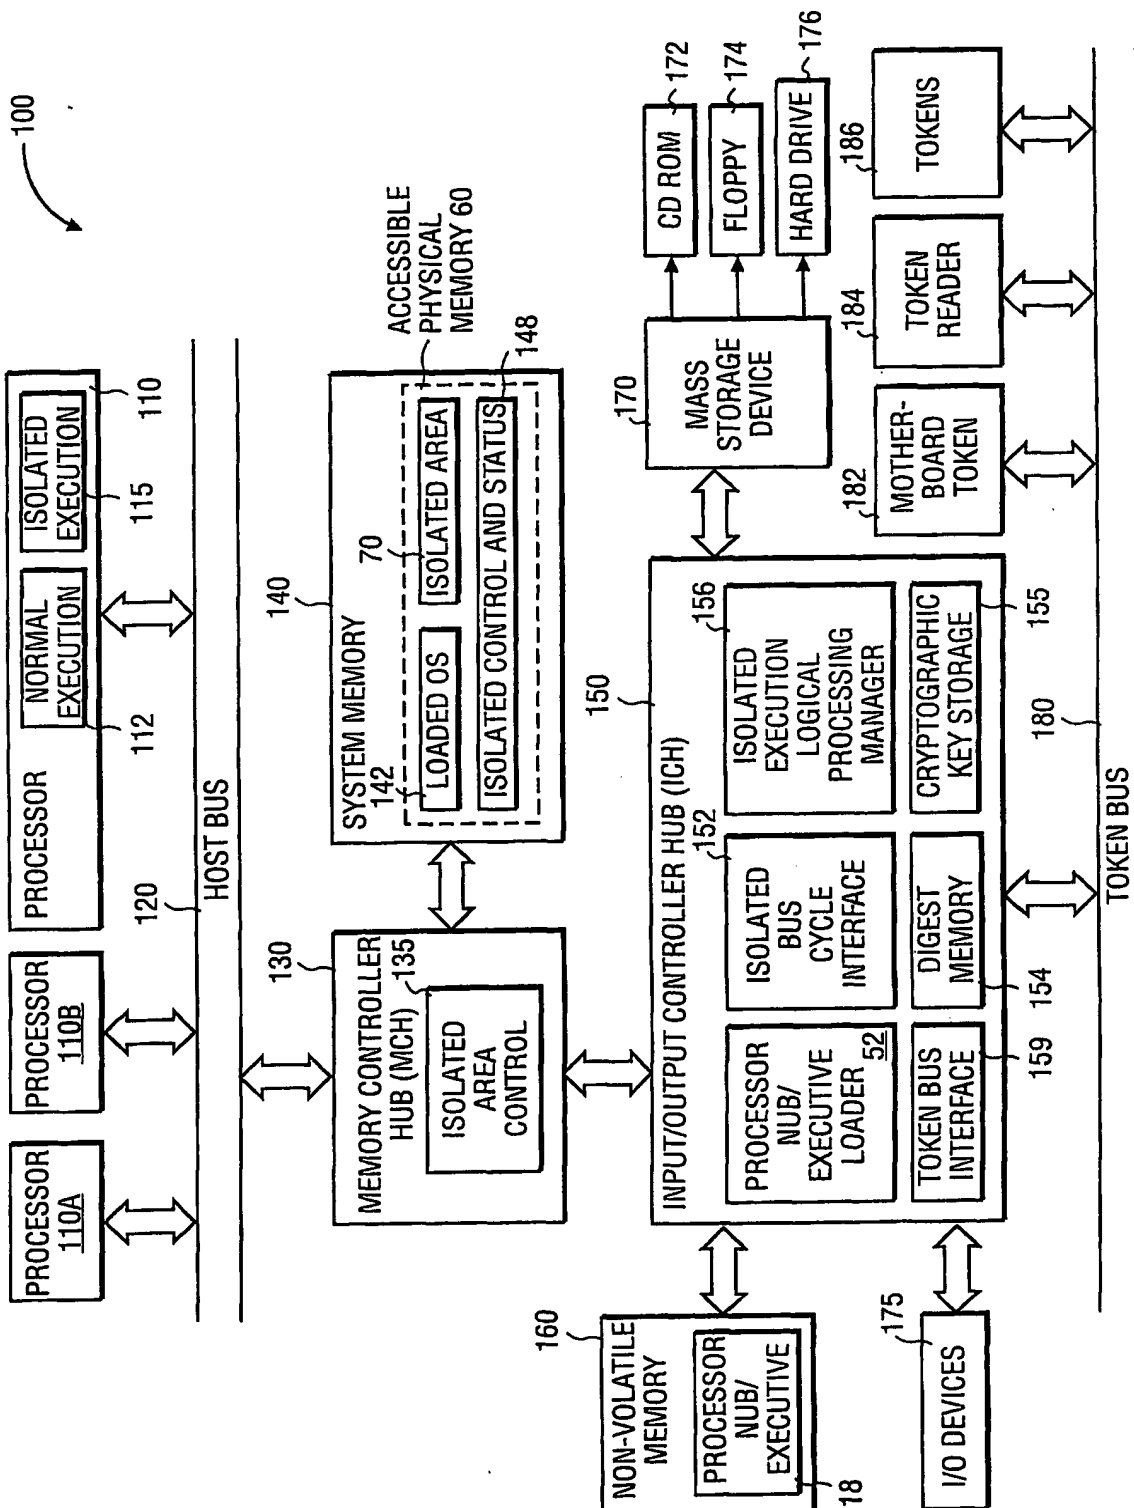 100
PROCESSOR
110A
PROCESSOR
110B
PROCESSOR
NORMAL
EXECUTION
112
ISOLATED
EXECUTION
115
110
120
HOST BUS
130
MEMORY CONTROLLER
HUB (MCH)
135
ISOLATED
AREA
CONTROL
140
SYSTEM MEMORY
142
LOADED OS
70
ISOLATED AREA
ISOLATED CONTROL AND STATUS
148
ACCESSIBLE
PHYSICAL
MEMORY 60
160
NON-VOLATILE
MEMORY
PROCESSOR
NUB/
EXECUTIVE
18
150
INPUT/OUTPUT CONTROLLER HUB (ICH)
PROCESSOR
NUB/
EXECUTIVE
LOADER
52
152
ISOLATED
BUS
CYCLE
INTERFACE
156
ISOLATED
EXECUTION
LOGICAL
PROCESSING
MANAGER
TOKEN BUS
INTERFACE
159
DIGEST
MEMORY
154
CRYPTOGRAPHIC
KEY STORAGE
155
170
MASS
STORAGE
DEVICE
CD ROM
172
FLOPPY
174
HARD DRIVE
176
175
I/O DEVICES
182
MOTHER-
BOARD
TOKEN
184
TOKEN
READER
186
TOKENS
180
TOKEN BUS